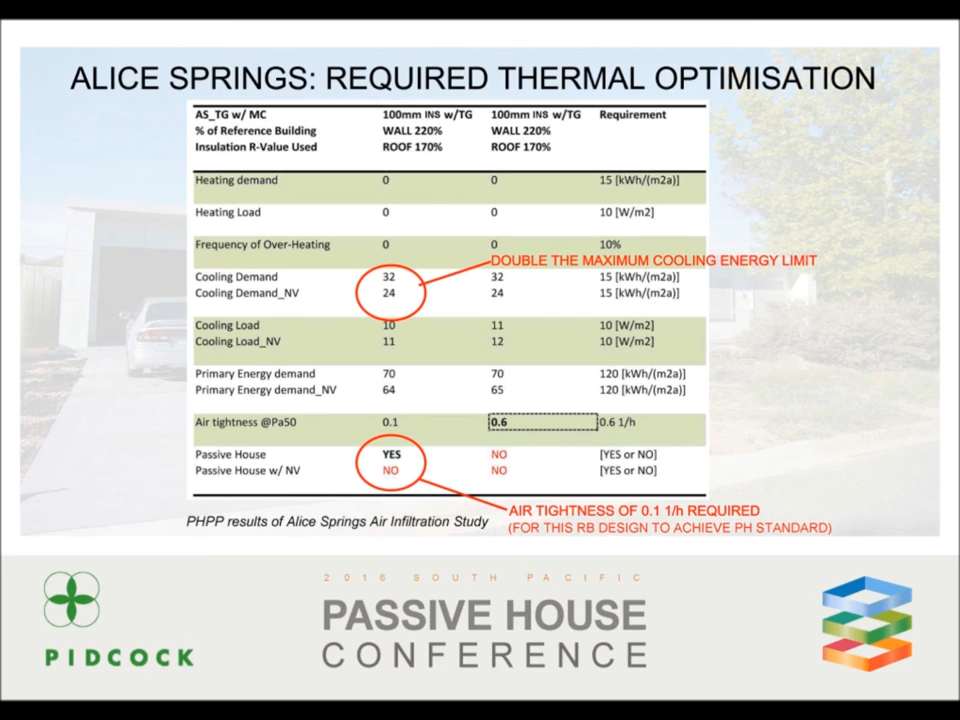 ALICE SPRINGS: REQUIRED THERMAL OPTIMISATION
AS_TG w/ MC 100mm INS w/TG 100mm INS w/TG Requirement
% of Reference Building WALL 220% WALL 220%
Insulation R-Value Used ROOF 170% ROOF 170%
Heating demand 0 0 15 [kWh/(m2a)]
Heating Load 0 0 10 [W/m2]
Frequency of Over-Heating 0 0 10%
DOUBLE THE MAXIMUM COOLING ENERGY LIMIT
Cooling Demand 32 32 15 [kWh/(m2a)]
Cooling Demand_NV 24 24 15 [kWh/(m2a)]
Cooling Load 10 11 10 [W/m2]
Cooling Load_NV 11 12 10 [W/m2]
Primary Energy demand 70 70 120 [kWh/(m2a)]
Primary Energy demand_NV 64 65 120 [kWh/(m2a)]
Air tightness @Pa50 0.1 0.6 0.6 1/h
Passive House YES NO [YES or NO]
Passive House w/ NV NO NO [YES or NO]
AIR TIGHTNESS OF 0.1 1/h REQUIRED
(FOR THIS RB DESIGN TO ACHIEVE PH STANDARD)
PHPP results of Alice Springs Air Infiltration Study
2016 SOUTH PACIFIC
PASSIVE HOUSE
CONFERENCE
PIDCOCK